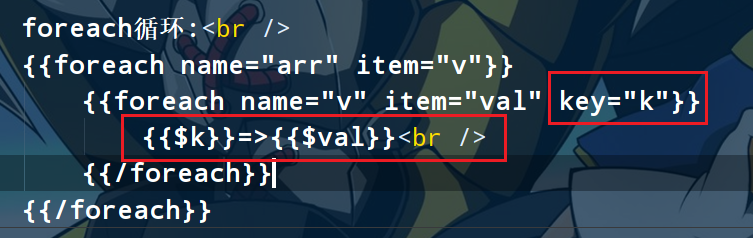 foreach循环:<br />
{{foreach name="arr" item="v"}}
{{foreach name="v" item="val" key="k"}}
{{$k}}=>{{$val}}<br />
{{/foreach}}
{{/foreach}}